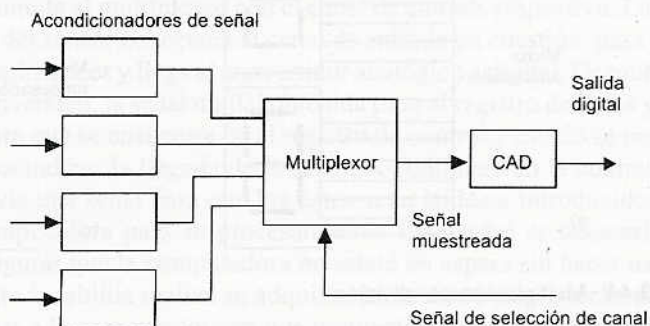 Acondicionadores de señal
Salida
digital
Multiplexor
CAD
Señal
muestreada
Señal de selección de canal